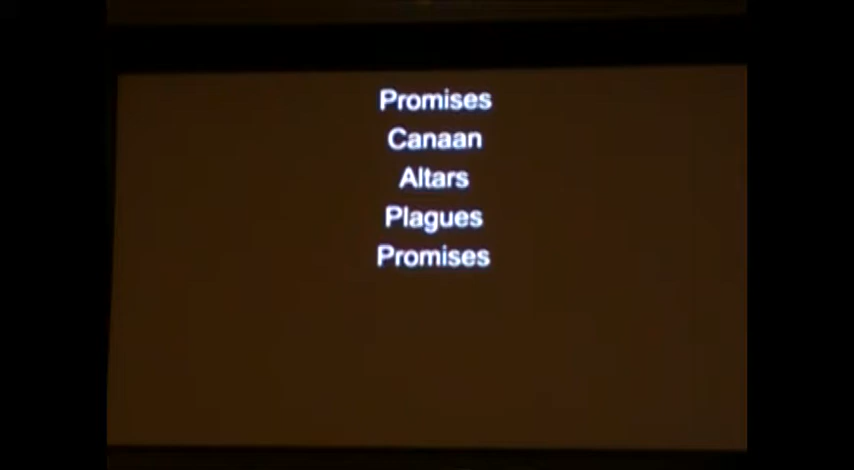 Promises
Canaan
Altars
Plagues
Promises